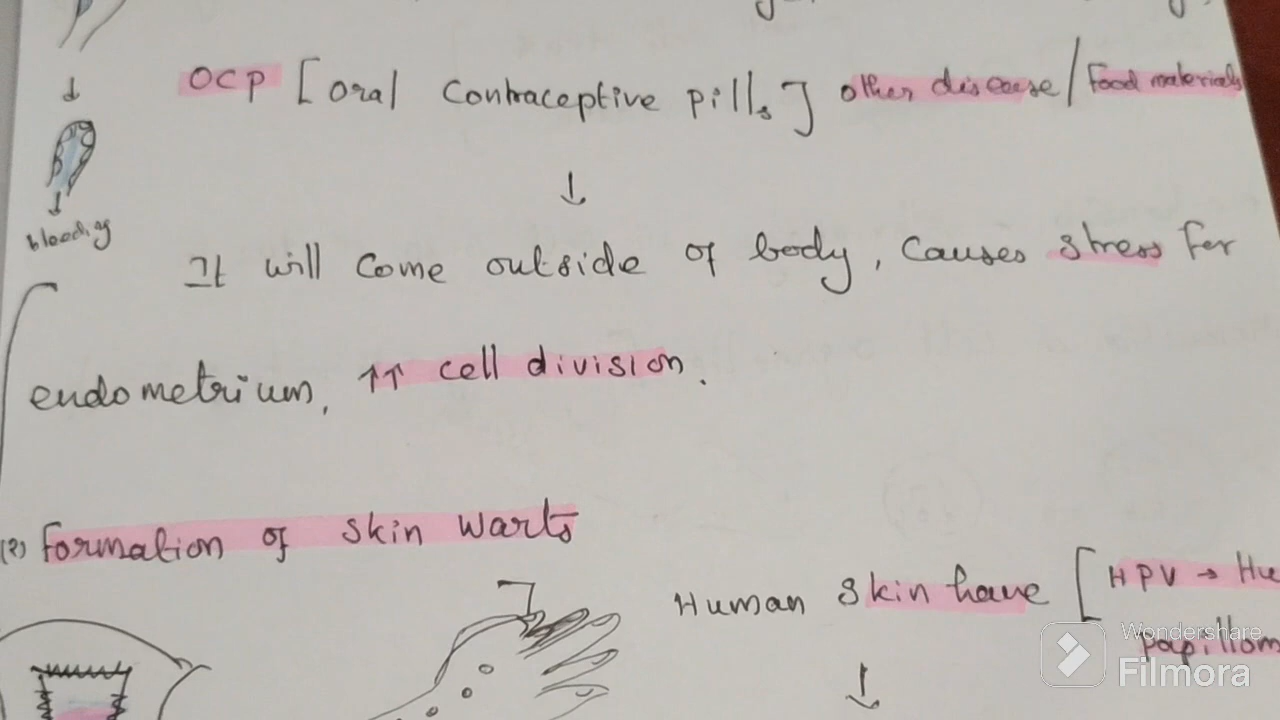 OCP [Oral Contraceptive pills] other disease / Food materials
↓
bleeding
It will come outside of body, causes stress for
endometrium, ↑↑ cell division.
(2) Formation of skin warts
Human skin have [HPV → Hu
papillom
↓
Wondershare
Filmora